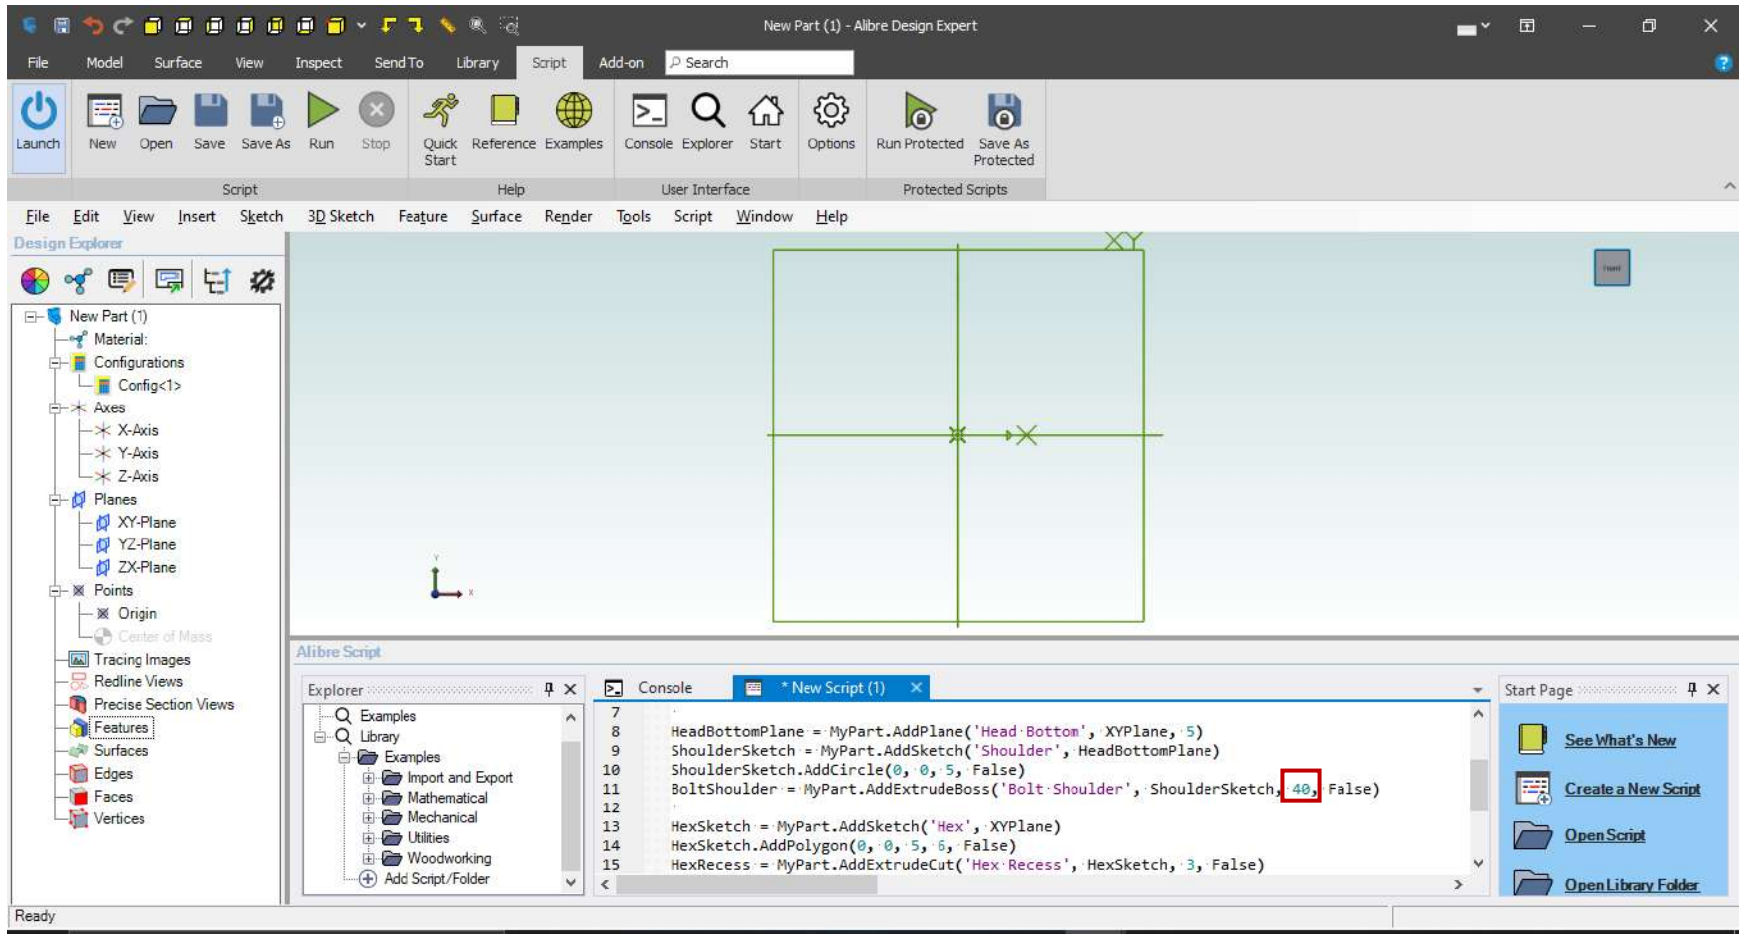 New Part (1) - Alibre Design Expert
File Model Surface View Inspect Send To Library Script Add-on Search
Launch New Open Save Save As Run Stop Quick Start Reference Examples Console Explorer Start Options Run Protected Save As Protected
Script Help User Interface Protected Scripts
File Edit View Insert Sketch 3D Sketch Feature Surface Render Tools Script Window Help
Design Explorer
New Part (1)
Material:
Configurations
Config<1>
Axes
X-Axis
Y-Axis
Z-Axis
Planes
XY-Plane
YZ-Plane
ZX-Plane
Points
Origin
Center of Mass
Tracing Images
Redline Views
Precise Section Views
Features
Surfaces
Edges
Faces
Vertices
XY
X
Front
Y
X
Alibre Script
Explorer
Examples
Library
Examples
Import and Export
Mathematical
Mechanical
Utilities
Woodworking
Add Script/Folder
Console * New Script (1)
7
8 HeadBottomPlane = MyPart.AddPlane('Head Bottom', XYPlane, 5)
9 ShoulderSketch = MyPart.AddSketch('Shoulder', HeadBottomPlane)
10 ShoulderSketch.AddCircle(0, 0, 5, False)
11 BoltShoulder = MyPart.AddExtrudeBoss('Bolt Shoulder', ShoulderSketch, 40, False)
12
13 HexSketch = MyPart.AddSketch('Hex', XYPlane)
14 HexSketch.AddPolygon(0, 0, 5, 6, False)
15 HexRecess = MyPart.AddExtrudeCut('Hex Recess', HexSketch, 3, False)
Start Page
See What's New
Create a New Script
Open Script
Open Library Folder
Ready